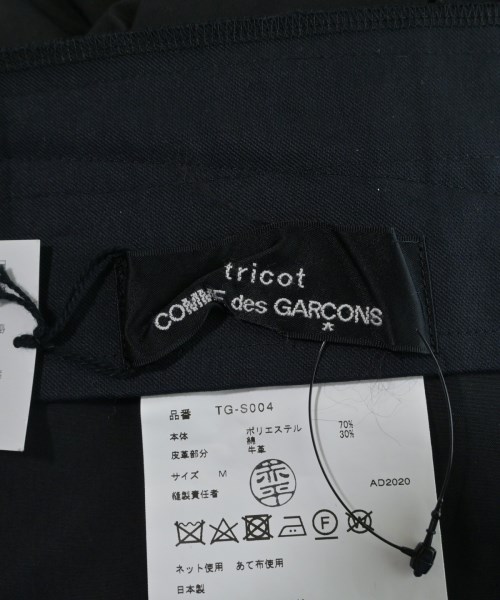 tricot
COMME des GARÇONS
*
品番 TG-S004
本体 ポリエステル 70%
綿 30%
皮革部分 牛革
サイズ M
縫製責任者
AD2020
P F W
ネット使用 あて布使用
日本製